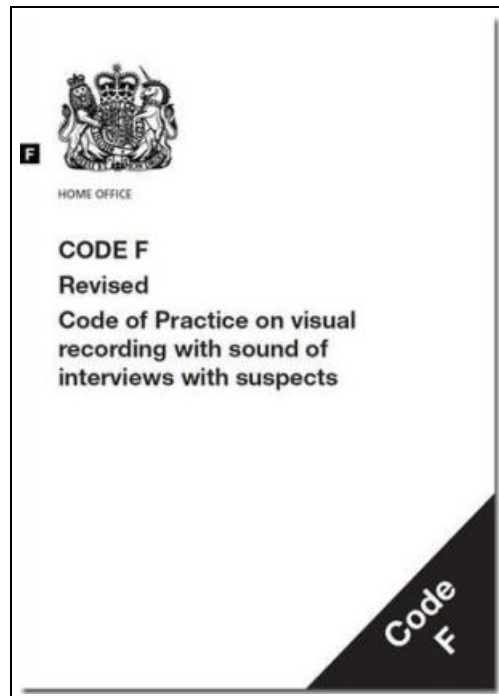 F
HOME OFFICE
CODE F
Revised
Code of Practice on visual
recording with sound of
interviews with suspects
Code
F